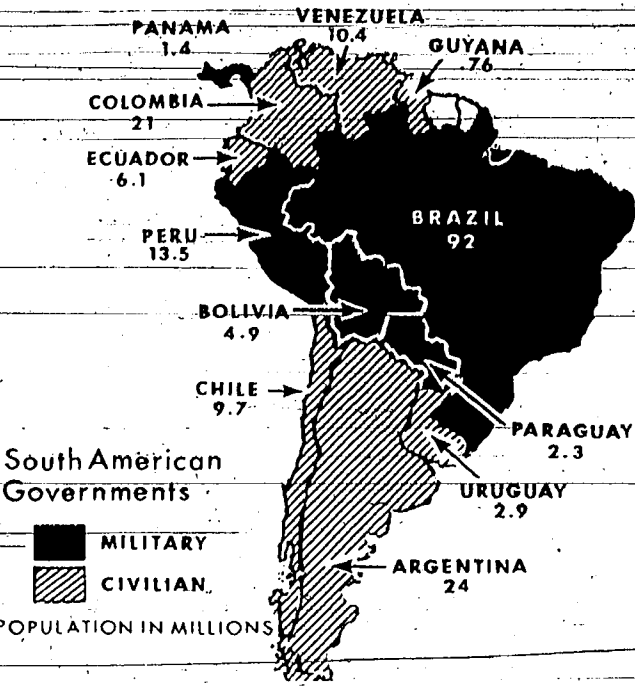 PANAMA
1.4
VENEZUELA
10.4
GUYANA
.76
COLOMBIA
21
ECUADOR
6.1
BRAZIL
92
PERU
13.5
BOLIVIA
4.9
CHILE
9.7
PARAGUAY
2.3
URUGUAY
2.9
ARGENTINA
24
South American
Governments
MILITARY
CIVILIAN
POPULATION IN MILLIONS